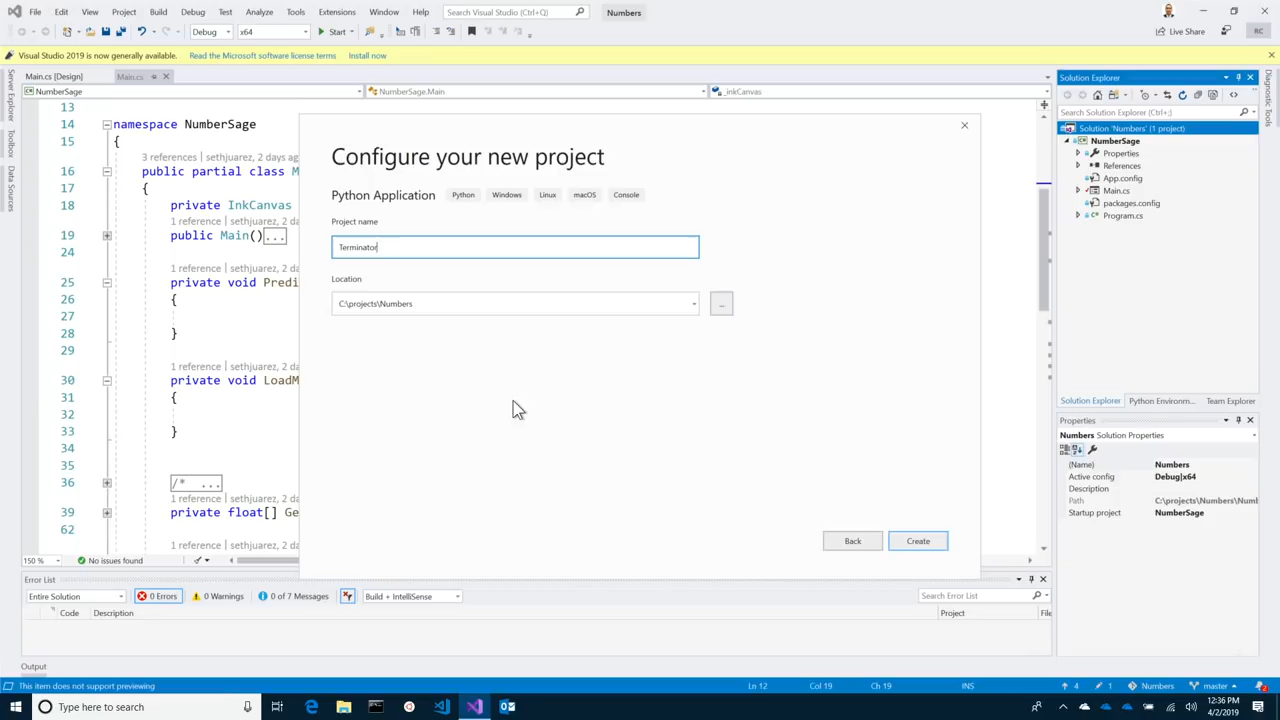 File Edit View Project Build Debug Test Analyze Tools Extensions Window Help Search Visual Studio (Ctrl+Q) Numbers
Debug x64 Start Live Share RC
Visual Studio 2019 is now generally available. Read the Microsoft software license terms Install now
Server Explorer
Toolbox
Data Sources
Main.cs [Design] Main.cs
NumberSage NumberSage.Main _inkCanvas
13
14 namespace NumberSage
15 {
3 references | sethjuarez, 2 days ag
16 public partial class M
17 {
18 private InkCanvas
1 reference | sethjuarez, 2 da
19 public Main()...
24
1 reference | sethjuarez, 2 da
25 private void Predi
26 {
27
28 }
29
1 reference | sethjuarez, 2 da
30 private void LoadM
31 {
32
33 }
34
35
36 /* ...
1 reference | sethjuarez, 2 da
39 private float[] Ge
62
1 reference | sethjuarez, 2 da
150 % No issues found
Configure your new project
Python Application Python Windows Linux macOS Console
Project name
Terminator
Location
C:\projects\Numbers
...
Back Create
Solution Explorer
Search Solution Explorer (Ctrl+;)
Solution 'Numbers' (1 project)
NumberSage
Properties
References
App.config
Main.cs
packages.config
Program.cs
Solution Explorer Python Environm... Team Explorer
Diagnostic Tools
Properties
Numbers Solution Properties
(Name) Numbers
Active config Debug|x64
Description
Path C:\projects\Numbers\Numb
Startup project NumberSage
Error List
Entire Solution 0 Errors 0 Warnings 0 of 7 Messages Build + IntelliSense Search Error List
Code Description Project File
Output
This item does not support previewing Ln 12 Col 19 Ch 19 INS 4 1 Numbers master 2
Type here to search 12:36 PM
4/2/2019